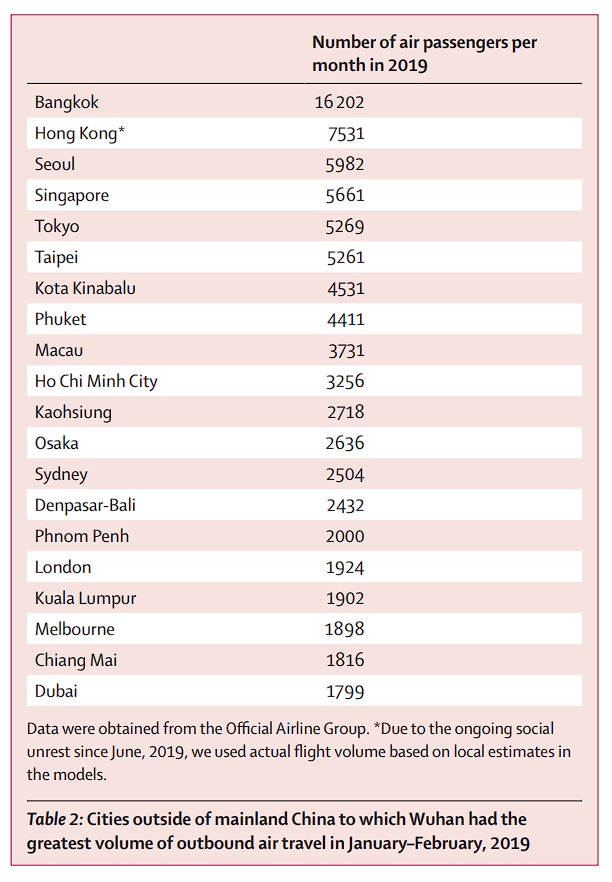 Number of air passengers per
month in 2019
Bangkok 16 202
Hong Kong* 7531
Seoul 5982
Singapore 5661
Tokyo 5269
Taipei 5261
Kota Kinabalu 4531
Phuket 4411
Macau 3731
Ho Chi Minh City 3256
Kaohsiung 2718
Osaka 2636
Sydney 2504
Denpasar-Bali 2432
Phnom Penh 2000
London 1924
Kuala Lumpur 1902
Melbourne 1898
Chiang Mai 1816
Dubai 1799
Data were obtained from the Official Airline Group. *Due to the ongoing social
unrest since June, 2019, we used actual flight volume based on local estimates in
the models.
Table 2: Cities outside of mainland China to which Wuhan had the
greatest volume of outbound air travel in January–February, 2019